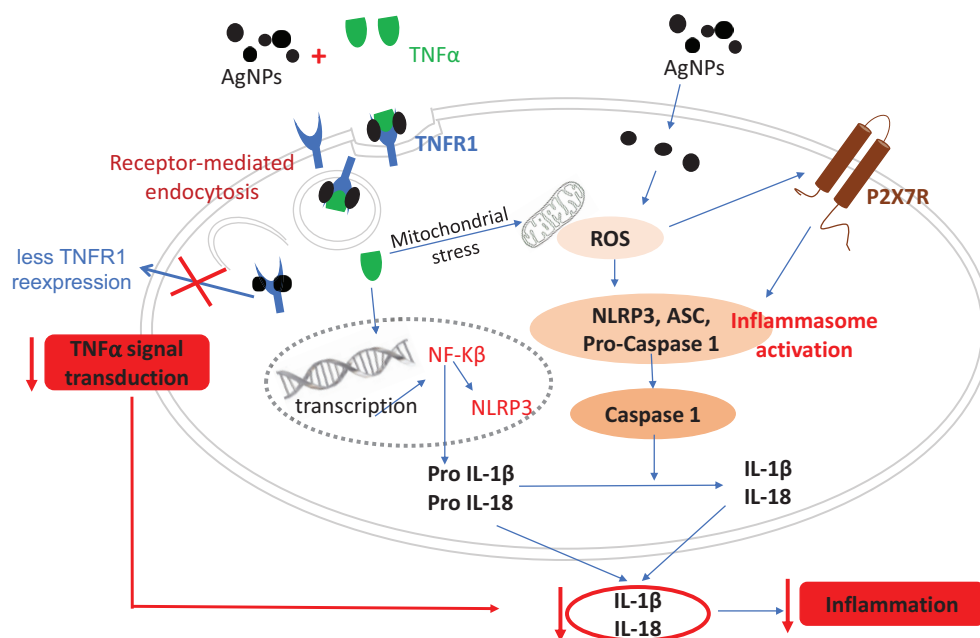 AgNPs
+
TNFα
AgNPs
TNFR1
Receptor-mediated
endocytosis
P2X7R
Mitochondrial
stress
ROS
less TNFR1
reexpression
NLRP3, ASC,
Pro-Caspase 1
Inflammasome
activation
TNFα signal
transduction
NF-Kβ
transcription
NLRP3
Caspase 1
Pro IL-1β
Pro IL-18
IL-1β
IL-18
IL-1β
IL-18
Inflammation